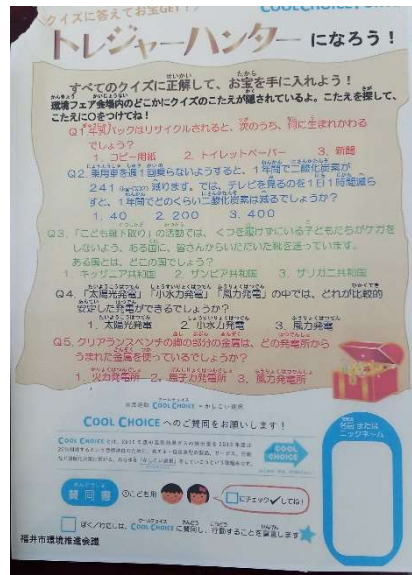 クイズに答えてお宝GET!?
COOL CHOICE
トレジャーハンターになろう！
すべてのクイズに正解して、お宝を手に入れよう！
環境フェア会場内のどこかにクイズのこたえが隠されているよ。こたえを探して、
こたえに○をつけてね！
Q1.牛乳パックはリサイクルされると、次のうち、何に生まれかわる
でしょう？
1. コピー用紙 2. トイレットペーパー 3. 新聞
Q2. 乗用車を週1回乗らないようすると、1年間で二酸化炭素が
241 減ります。では、テレビを見るのを1日1時間減ら
すと、1年間でどのくらい二酸化炭素は減るでしょうか？
1. 40 2. 200 3. 400
Q3.「こども靴下取り」の活動では、くつを履けずにいる子どもたちがケガを
しないよう、ある国に、皆さんからいただいた靴を送っています。
ある国とは、どこの国でしょう？
1. キッザニア共和国 2. ザンビア共和国 3. ザリガニ共和国
Q4.「太陽光発電」「小水力発電」「風力発電」の中では、どれが比較的
安定した発電ができるでしょうか？
1. 太陽光発電 2. 小水力発電 3. 風力発電
Q5. クリアランスベンチの脚の部分の金属は、どの発電所から
うまれた金属を使っているでしょうか？
1. 火力発電所 2. 原子力発電所 3. 風力発電所
COOL CHOICE = かしこい選択
COOL CHOICE へのご賛同をお願いします！
COOL CHOICE
名前 または
ニックネーム
賛同書
①こども用
にチェック✓してね！
ぼく/わたしは、COOL CHOICE に賛同し、行動することを宣言します
福井市環境推進会議